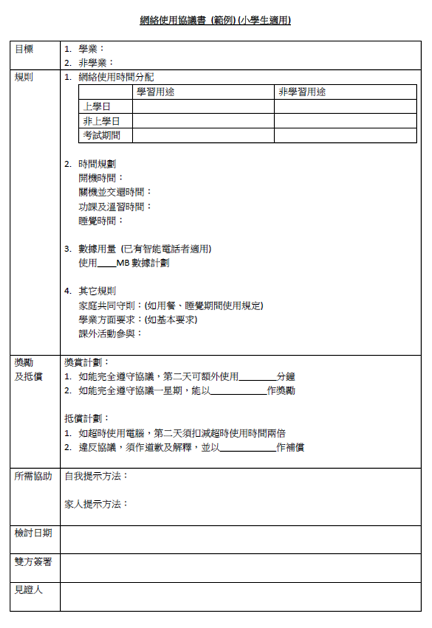 網絡使用協議書 (範例) (小學生適用)
目標
1. 學業：
2. 非學業：
規則
1. 網絡使用時間分配
學習用途 非學習用途
上學日
非上學日
考試期間
2. 時間規劃
開機時間：
關機並交還時間：
功課及溫習時間：
睡覺時間：
3. 數據用量 (已有智能電話者適用)
使用____MB 數據計劃
4. 其它規則
家庭共同守則：(如用餐、睡覺期間使用規定)
學業方面要求：(如基本要求)
課外活動參與：
獎勵
及抵償
獎賞計劃：
1. 如能完全遵守協議，第二天可額外使用________分鐘
2. 如能完全遵守協議一星期，能以____________作獎勵
抵償計劃：
1. 如超時使用電腦，第二天須扣減超時使用時間兩倍
2. 違反協議，須作道歉及解釋，並以____________作補償
所需協助
自我提示方法：
家人提示方法：
檢討日期
雙方簽署
見證人